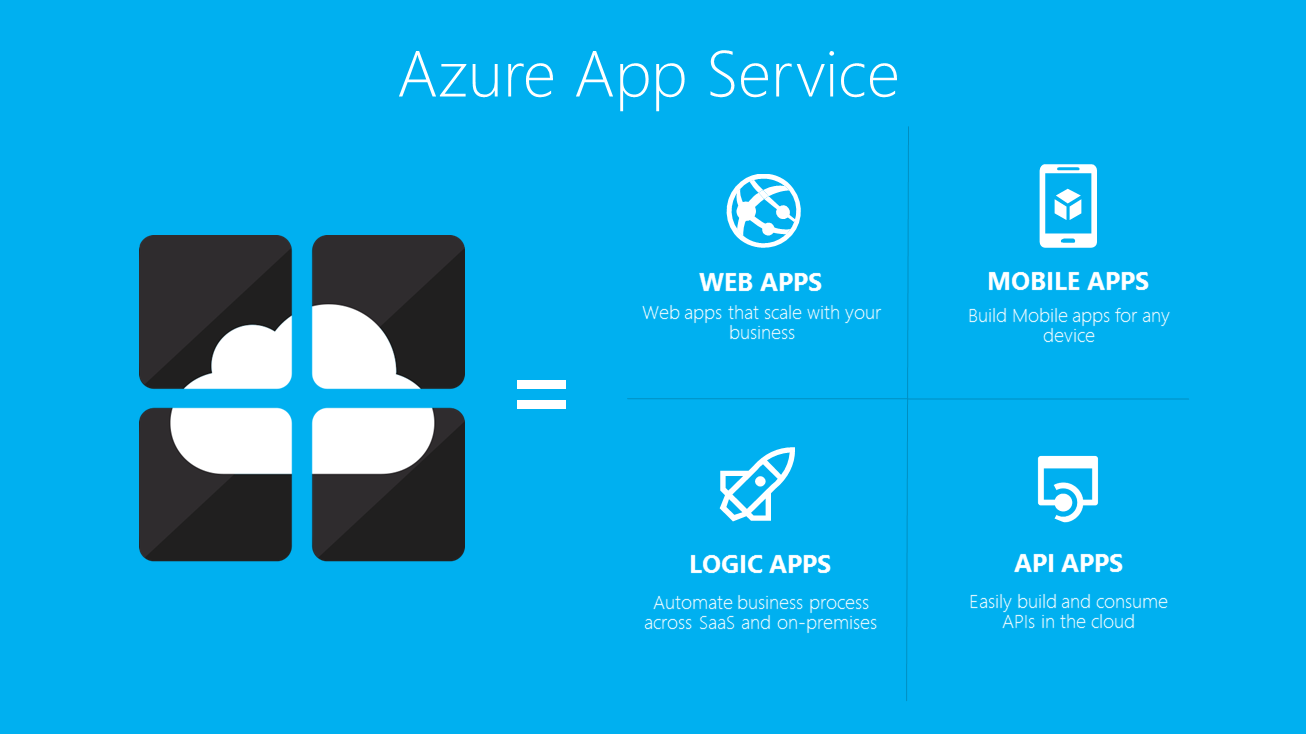 Azure App Service
WEB APPS
Web apps that scale with your
business
MOBILE APPS
Build Mobile apps for any
device
=
LOGIC APPS
Automate business process
across SaaS and on-premises
API APPS
Easily build and consume
APIs in the cloud